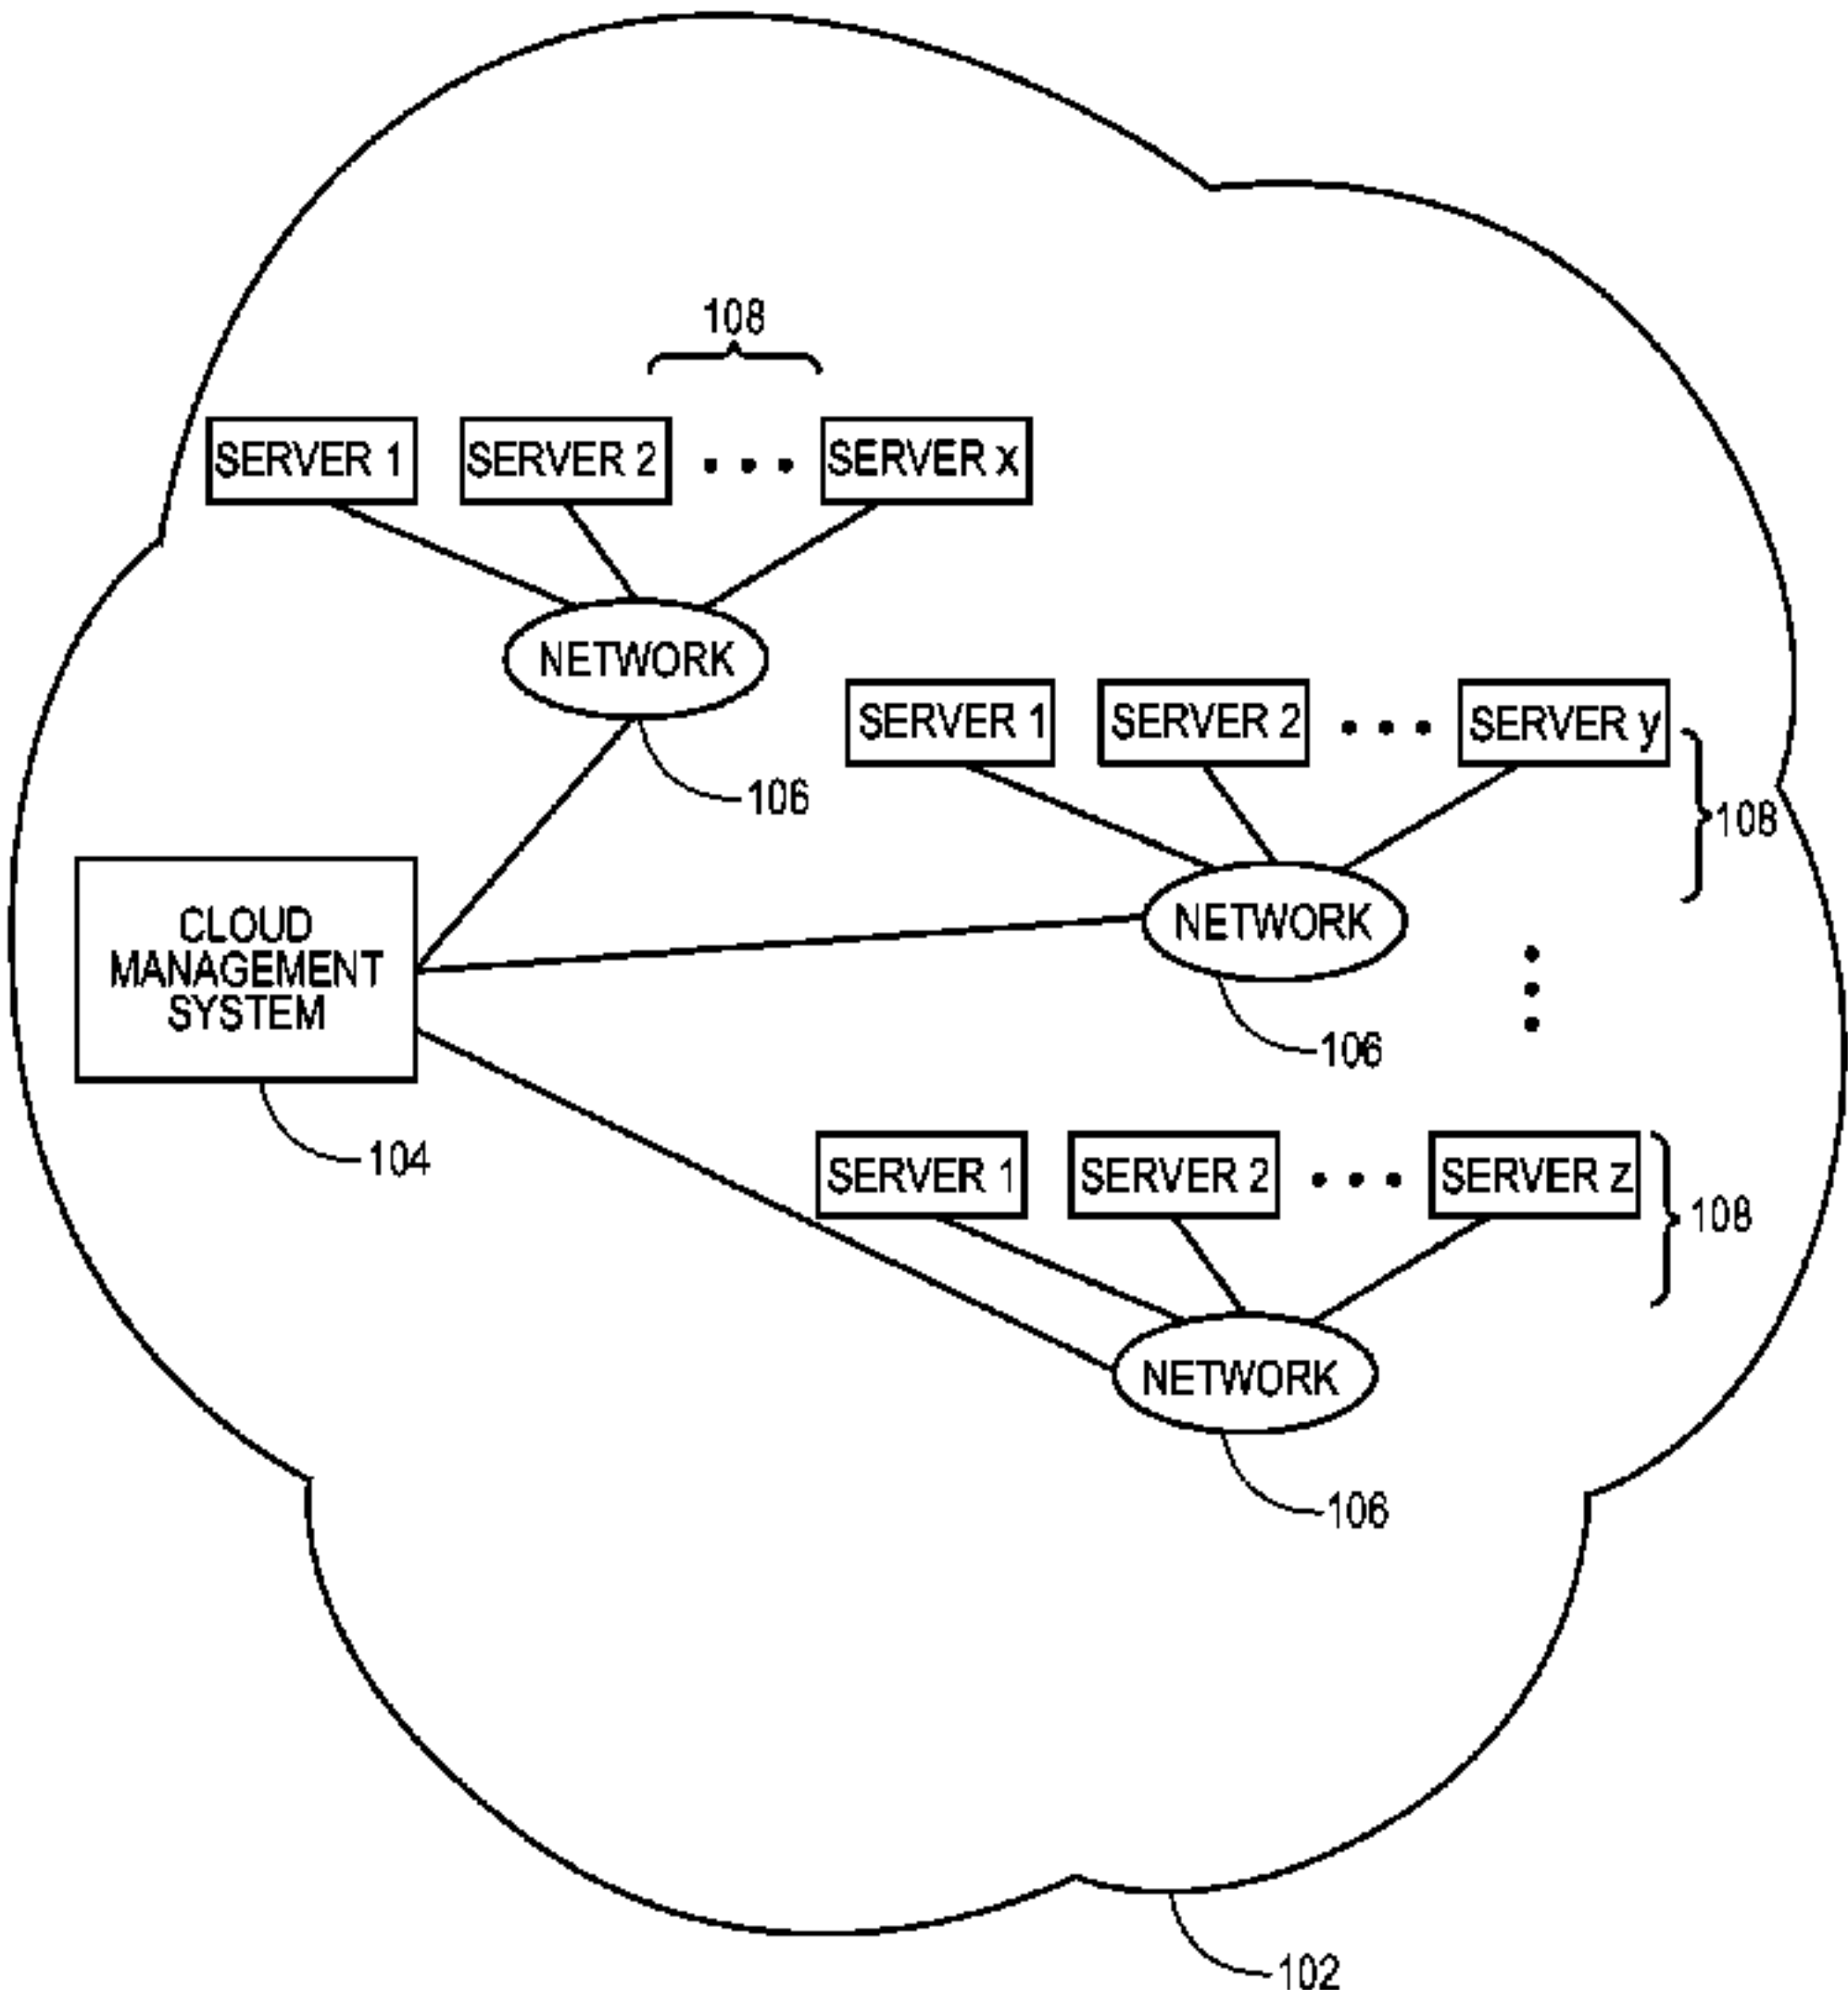 108
SERVER 1 SERVER 2 • • • SERVER x
NETWORK
106
SERVER 1 SERVER 2 • • • SERVER y
108
CLOUD
MANAGEMENT
SYSTEM
104
NETWORK
106
SERVER 1 SERVER 2 • • • SERVER z
108
NETWORK
106
102